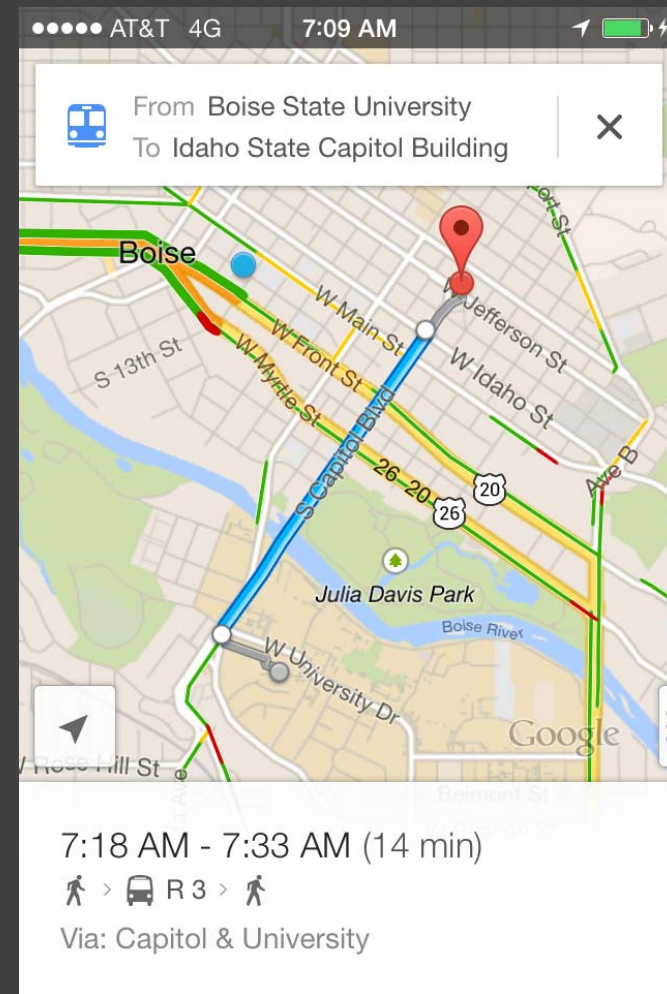 AT&T 4G 7:09 AM
From Boise State University
To Idaho State Capitol Building
ort St
Boise
W Jefferson St
W Main St
W Idaho St
W Front St
S 13th St
W Myrtle St
S Capitol Blvd
Ave B
26 20
20
26
Julia Davis Park
Boise River
W University Dr
Google
Rose Hill St
Ave
Belmont St
7:18 AM - 7:33 AM (14 min)
R 3
Via: Capitol & University